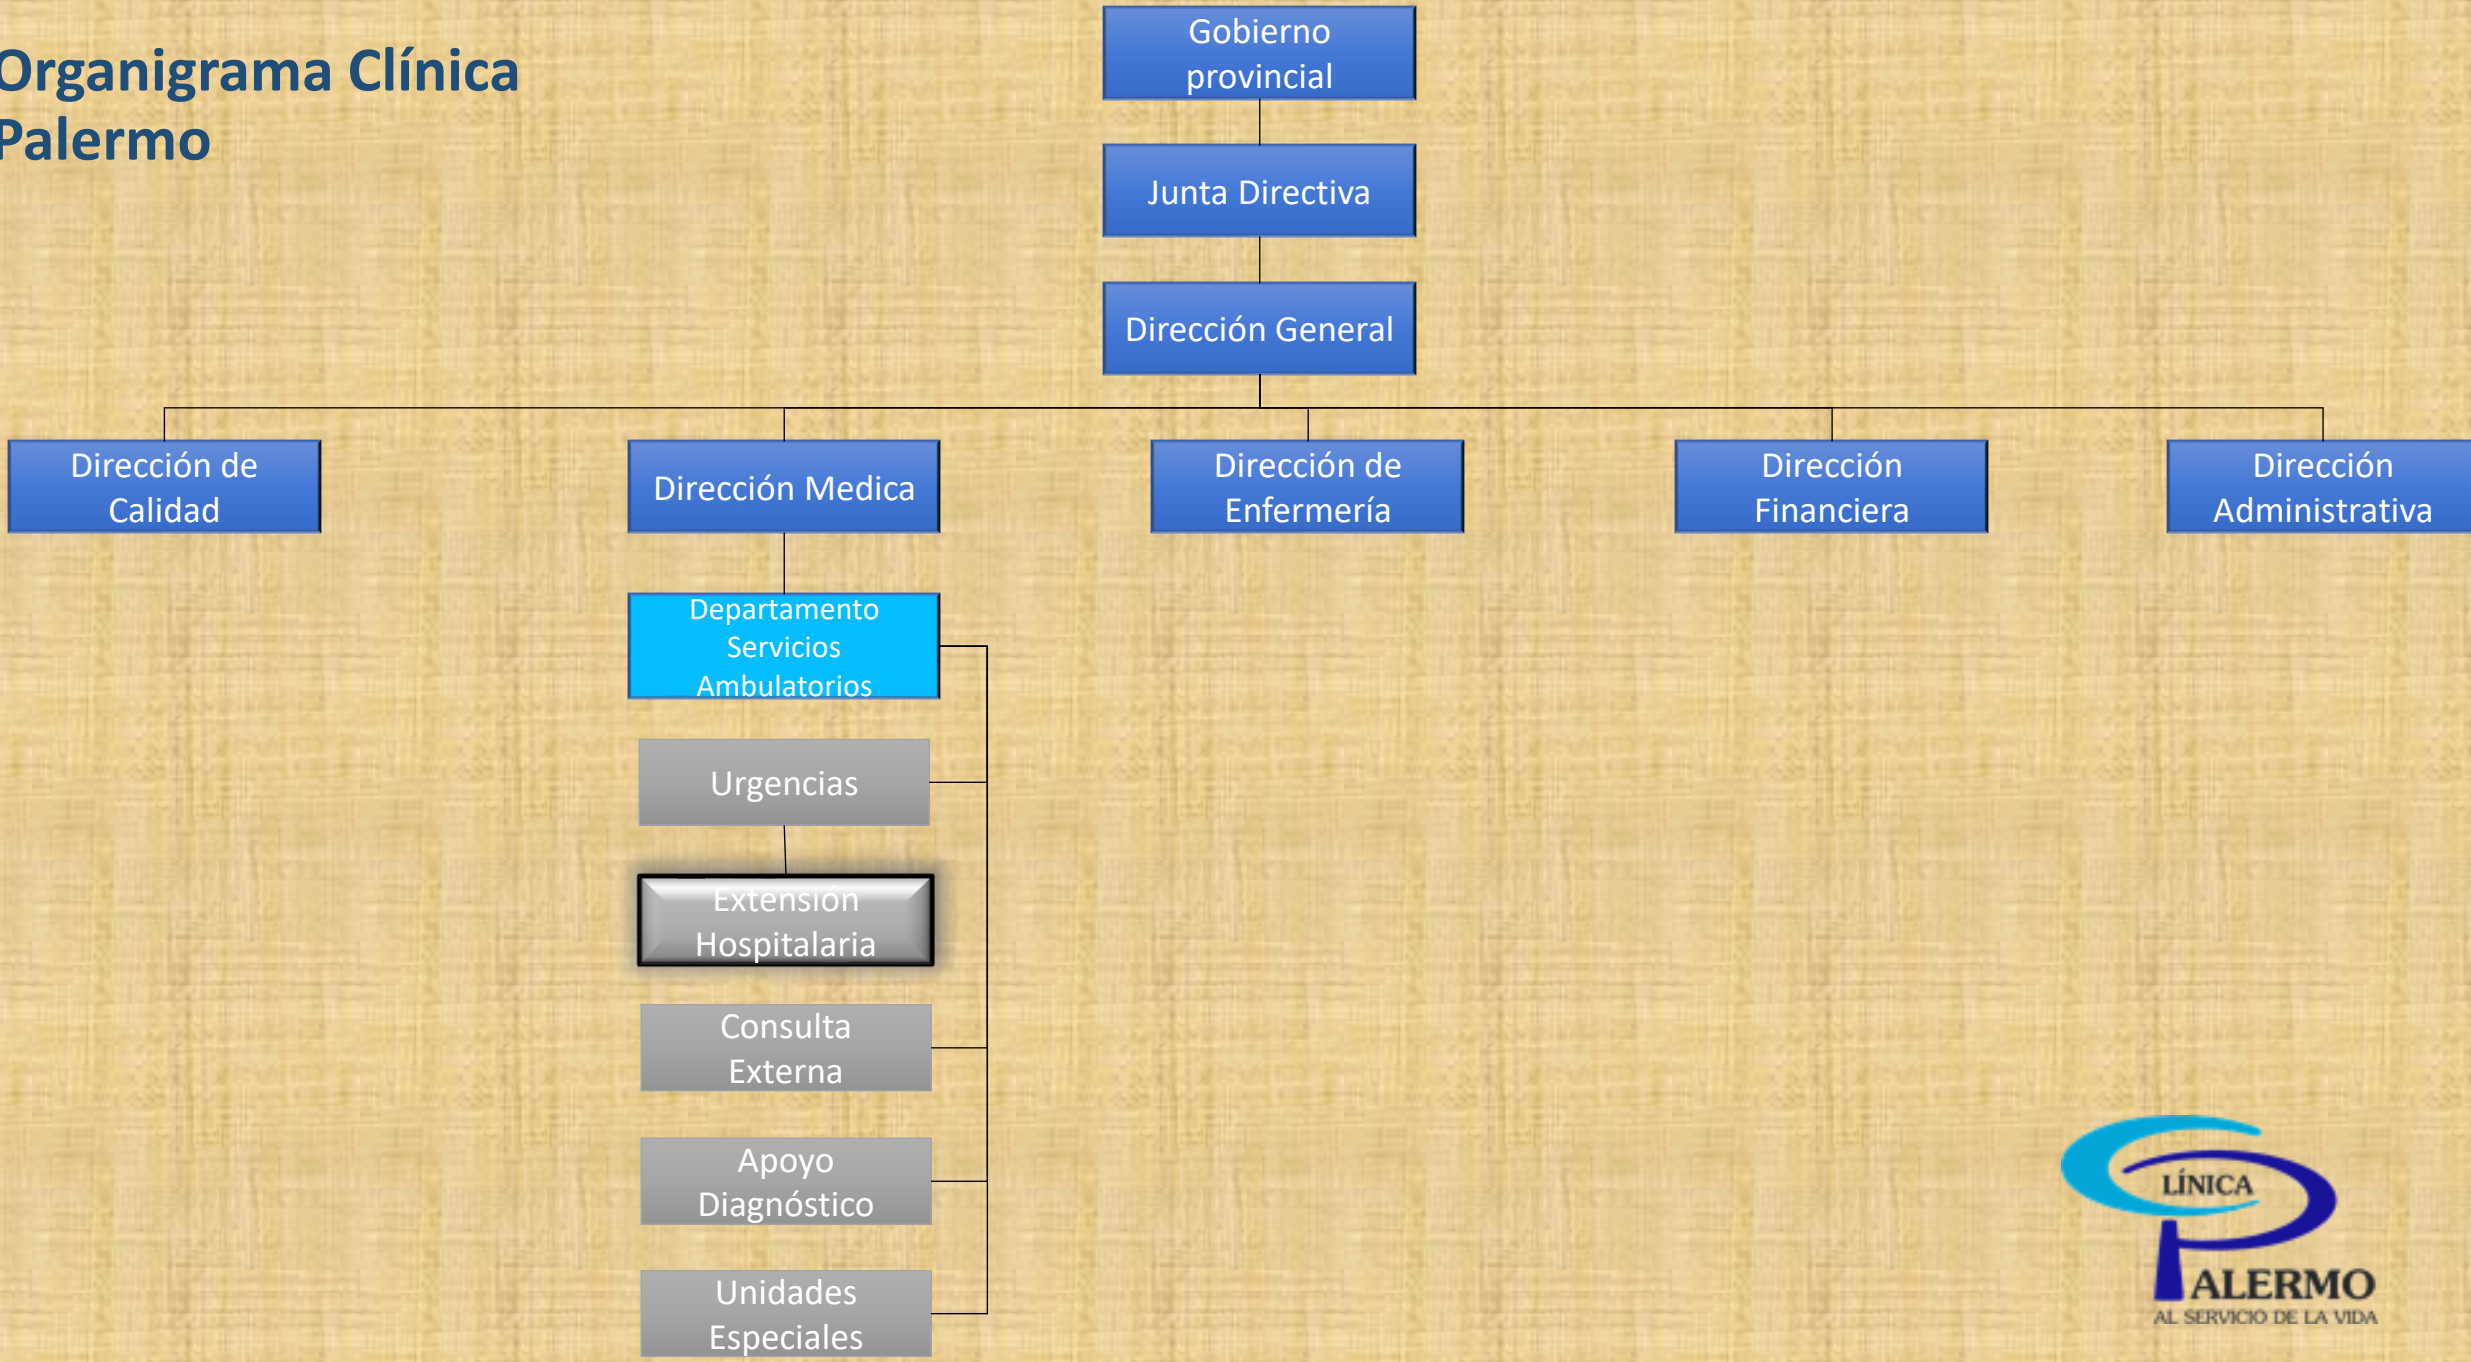 Organigrama Clínica
Palermo
Gobierno
provincial
Junta Directiva
Dirección General
Dirección de
Calidad
Dirección Medica
Dirección de
Enfermería
Dirección
Financiera
Dirección
Administrativa
Departamento
Servicios
Ambulatorios
Urgencias
Extensión
Hospitalaria
Consulta
Externa
Apoyo
Diagnóstico
Unidades
Especiales
LÍNICA
ALERMO
AL SERVICIO DE LA VIDA